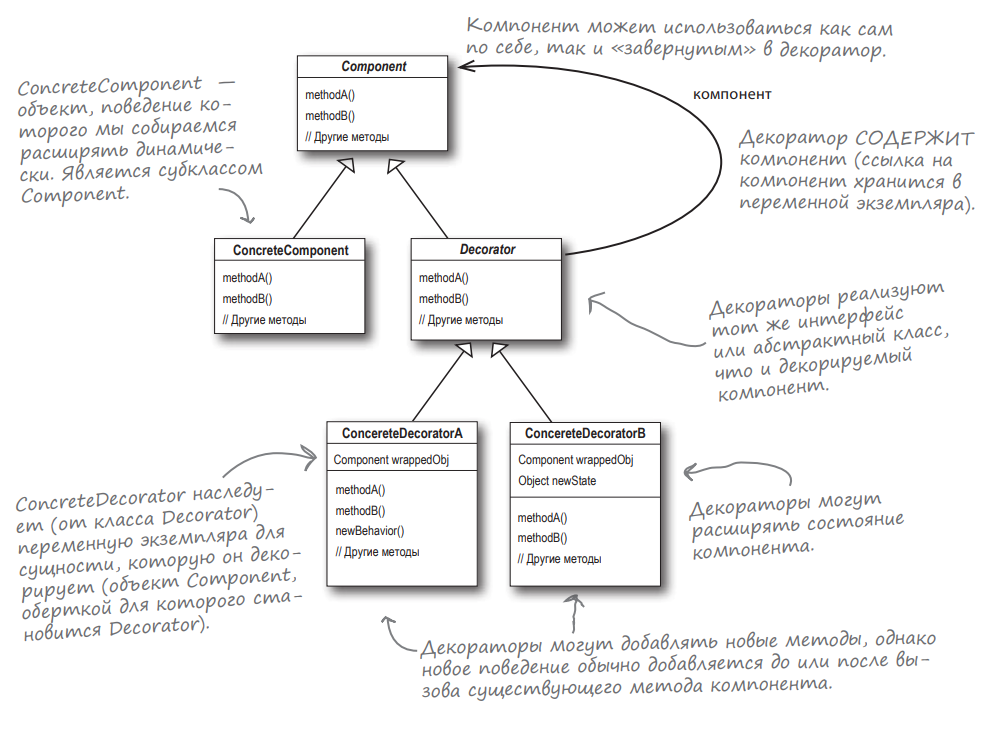 Компонент может использоваться как сам
по себе, так и «завернутым» в декоратор.
Component
methodA()
methodB()
// Другие методы
компонент
ConcreteComponent —
объект, поведение ко-
торого мы собираемся
расширять динамиче-
ски. Является субклассом
Component.
Декоратор СОДЕРЖИТ
компонент (ссылка на
компонент хранится в
переменной экземпляра).
ConcreteComponent
methodA()
methodB()
// Другие методы
Decorator
methodA()
methodB()
// Другие методы
Декораторы реализуют
тот же интерфейс
или абстрактный класс,
что и декорируемый
компонент.
ConcereteDecoratorA
Component wrappedObj
methodA()
methodB()
newBehavior()
// Другие методы
ConcereteDecoratorB
Component wrappedObj
Object newState
methodA()
methodB()
// Другие методы
ConcreteDecorator наследу-
ет (от класса Decorator)
переменную экземпляра для
сущности, которую он деко-
рирует (объект Component,
оберткой для которого ста-
новится Decorator).
Декораторы могут
расширять состояние
компонента.
Декораторы могут добавлять новые методы, однако
новое поведение обычно добавляется до или после вы-
зова существующего метода компонента.